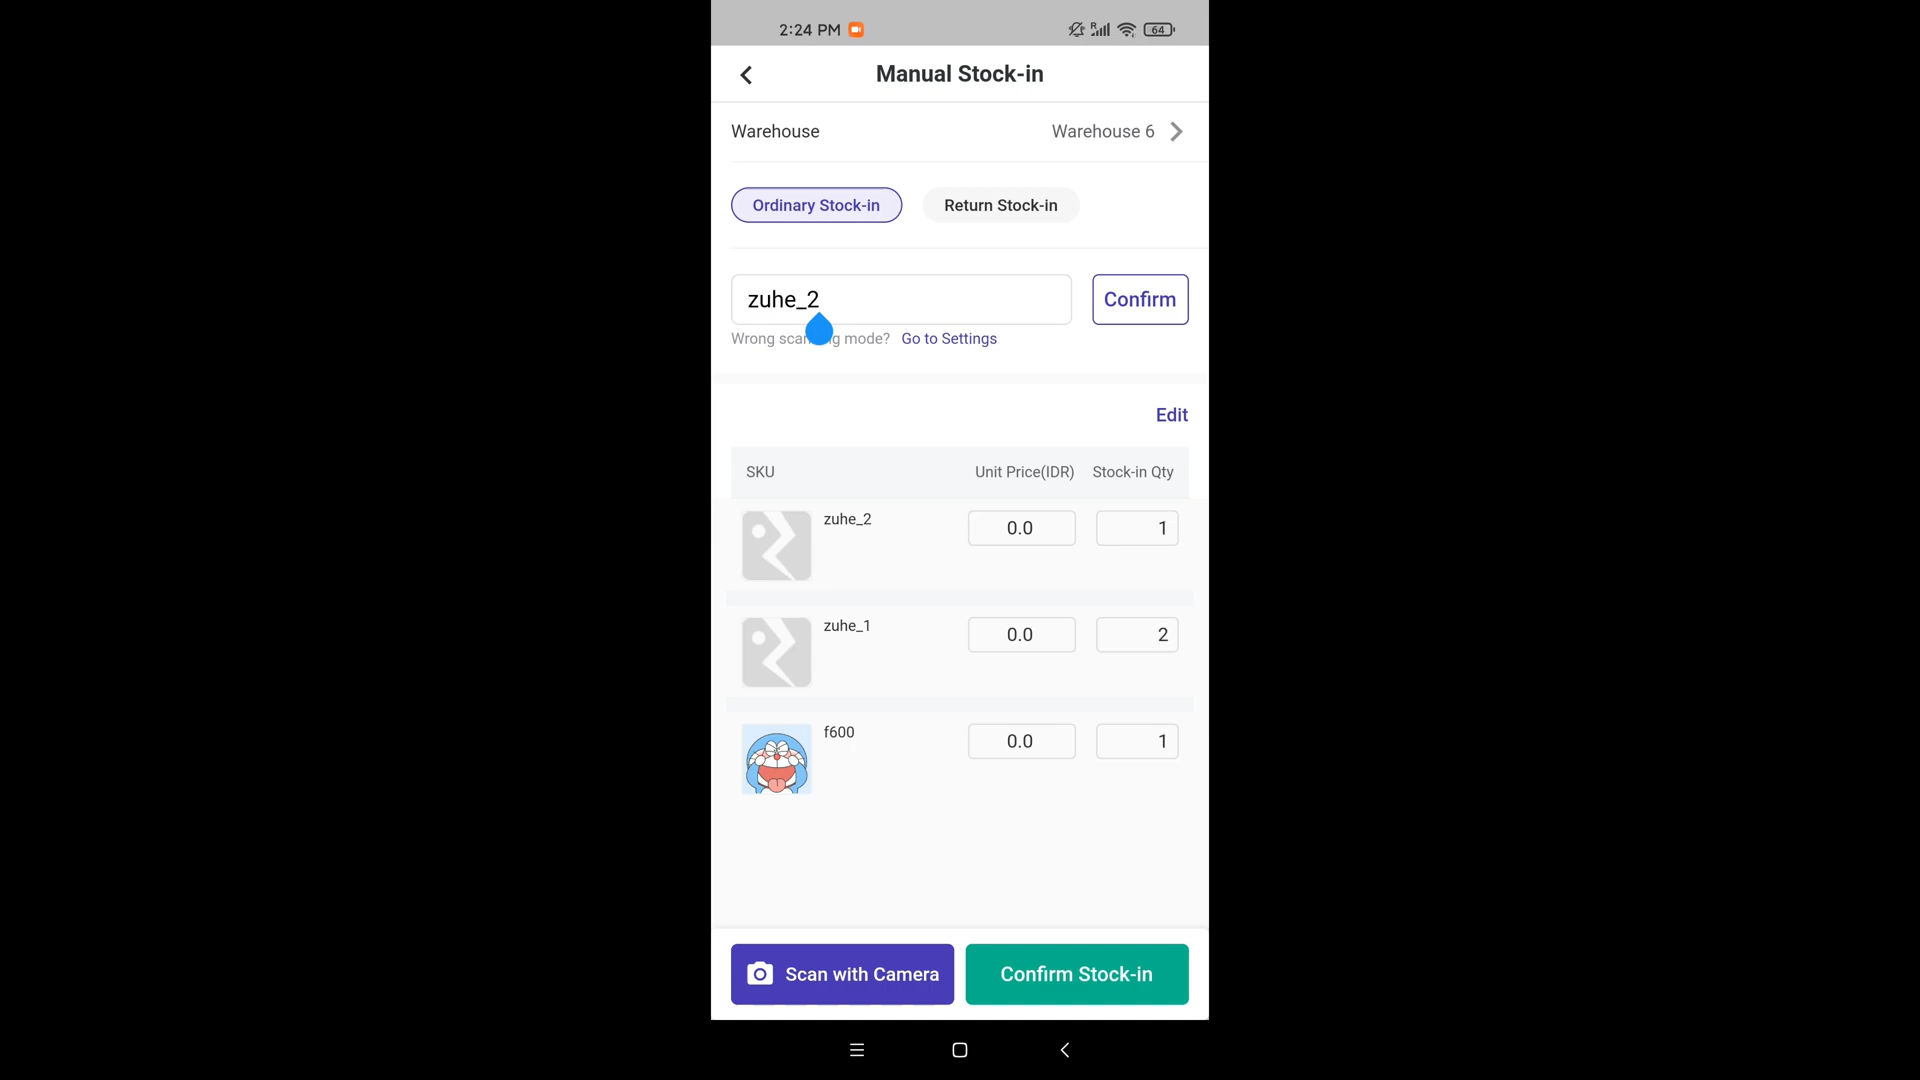 2:24 PM
R
64
Manual Stock-in
Warehouse
Warehouse 6
Ordinary Stock-in
Return Stock-in
zuhe_2
Confirm
Wrong scan g mode? Go to Settings
Edit
SKU
Unit Price(IDR)
Stock-in Qty
zuhe_2
0.0
1
zuhe_1
0.0
2
f600
0.0
1
Scan with Camera
Confirm Stock-in